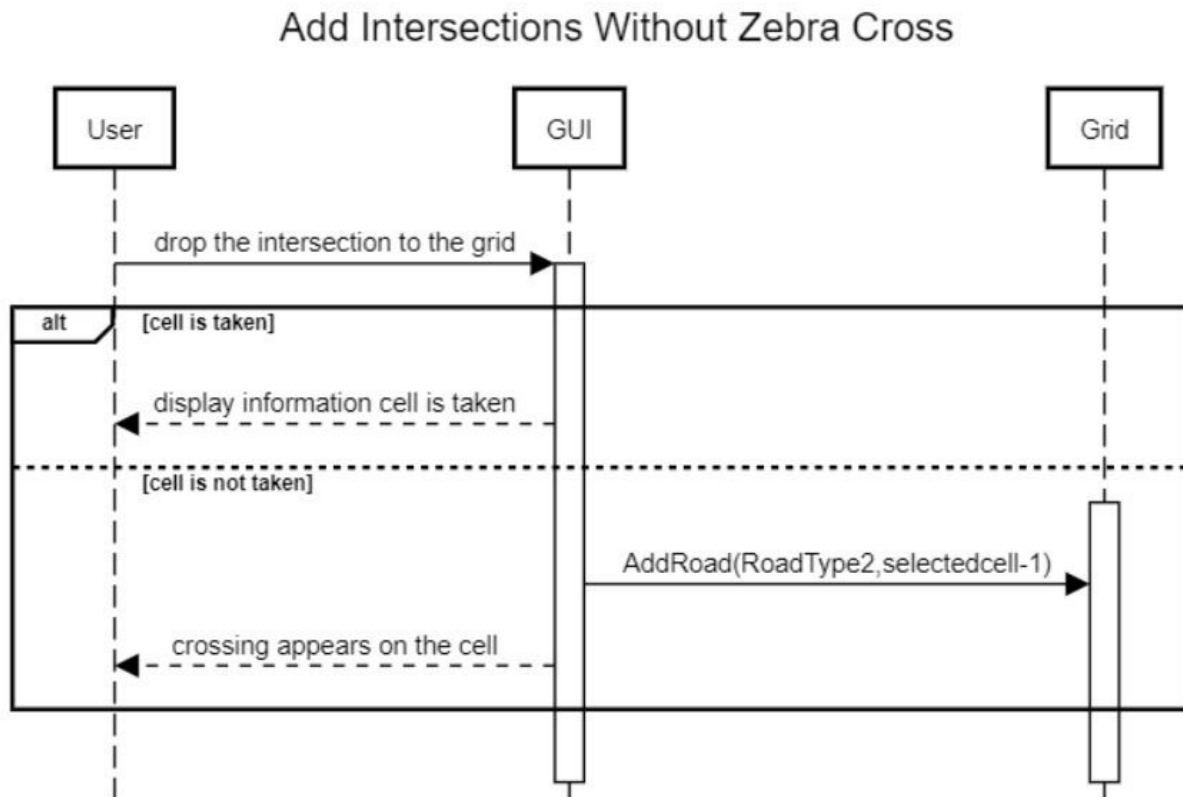 Add Intersections Without Zebra Cross
User
GUI
Grid
drop the intersection to the grid
alt
[cell is taken]
display information cell is taken
[cell is not taken]
AddRoad(RoadType2,selectedcell-1)
crossing appears on the cell